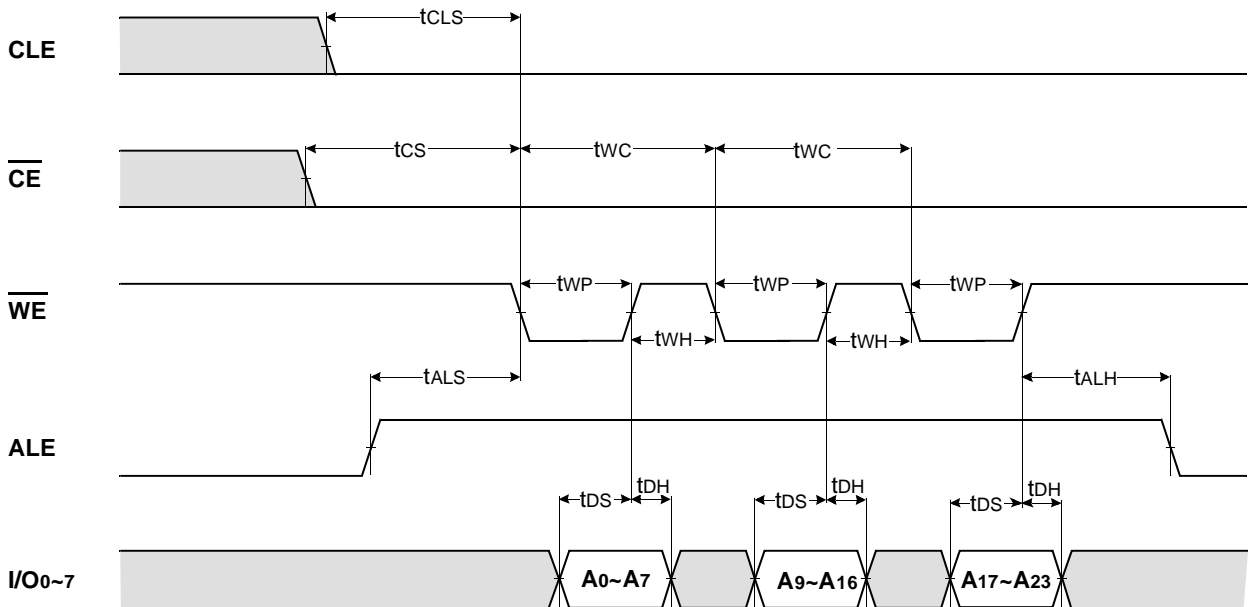 tCLS
CLE
tCS tWC tWC
CE
tWP tWP tWP
WE
tWH tWH
tALS tALH
ALE
tDS tDH tDS tDH tDS tDH
I/O0~7 A0~A7 A9~A16 A17~A23